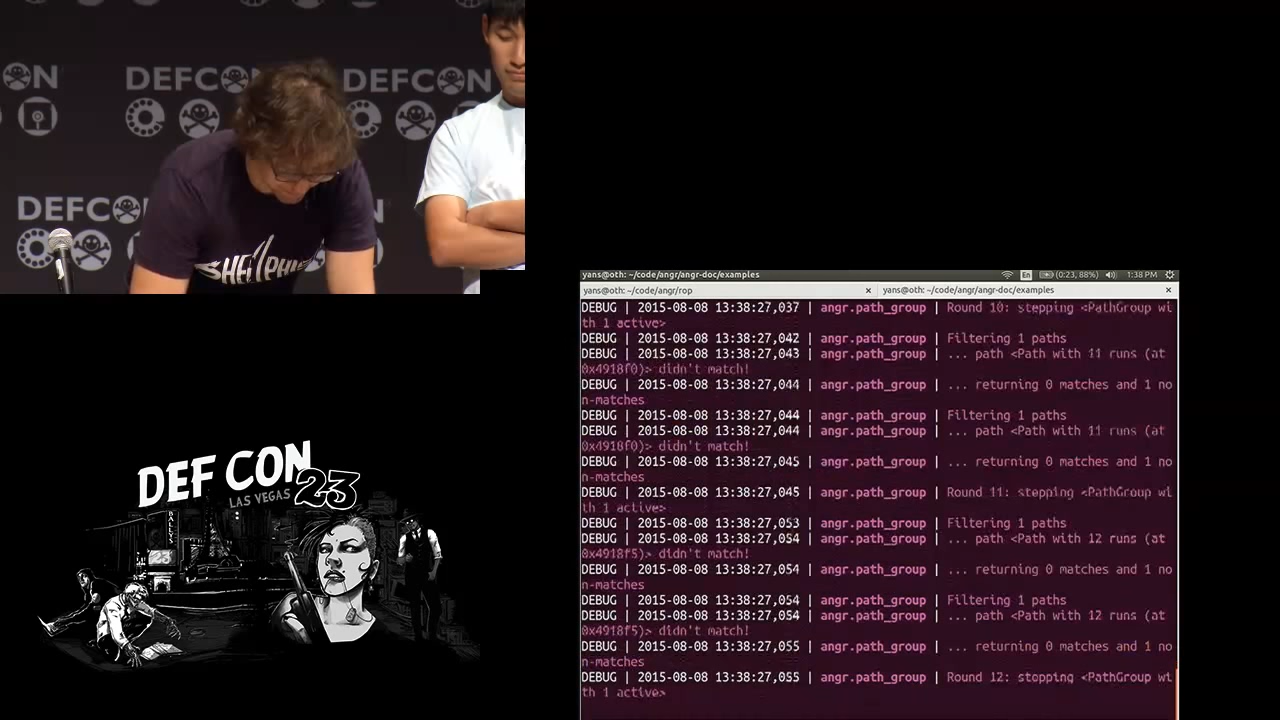 DEFCON
DEFCON
DEFCON
SHELLPHISH
yans@oth: ~/code/angr/angr-doc/examples
En
(0:23, 88%)
1:38 PM
yans@oth: ~/code/angr/rop
×
yans@oth: ~/code/angr/angr-doc/examples
×
DEBUG | 2015-08-08 13:38:27,037 | angr.path_group | Round 10: stepping <PathGroup wi
th 1 active>
DEBUG | 2015-08-08 13:38:27,042 | angr.path_group | Filtering 1 paths
DEBUG | 2015-08-08 13:38:27,043 | angr.path_group | ... path <Path with 11 runs (at
0x4918f0)> didn't match!
DEBUG | 2015-08-08 13:38:27,044 | angr.path_group | ... returning 0 matches and 1 no
n-matches
DEBUG | 2015-08-08 13:38:27,044 | angr.path_group | Filtering 1 paths
DEBUG | 2015-08-08 13:38:27,044 | angr.path_group | ... path <Path with 11 runs (at
0x4918f0)> didn't match!
DEBUG | 2015-08-08 13:38:27,045 | angr.path_group | ... returning 0 matches and 1 no
n-matches
DEBUG | 2015-08-08 13:38:27,045 | angr.path_group | Round 11: stepping <PathGroup wi
th 1 active>
DEBUG | 2015-08-08 13:38:27,053 | angr.path_group | Filtering 1 paths
DEBUG | 2015-08-08 13:38:27,054 | angr.path_group | ... path <Path with 12 runs (at
0x4918f5)> didn't match!
DEBUG | 2015-08-08 13:38:27,054 | angr.path_group | ... returning 0 matches and 1 no
n-matches
DEBUG | 2015-08-08 13:38:27,054 | angr.path_group | Filtering 1 paths
DEBUG | 2015-08-08 13:38:27,054 | angr.path_group | ... path <Path with 12 runs (at
0x4918f5)> didn't match!
DEBUG | 2015-08-08 13:38:27,055 | angr.path_group | ... returning 0 matches and 1 no
n-matches
DEBUG | 2015-08-08 13:38:27,055 | angr.path_group | Round 12: stepping <PathGroup wi
th 1 active>
DEF CON
LAS VEGAS 23
BALLYS
23